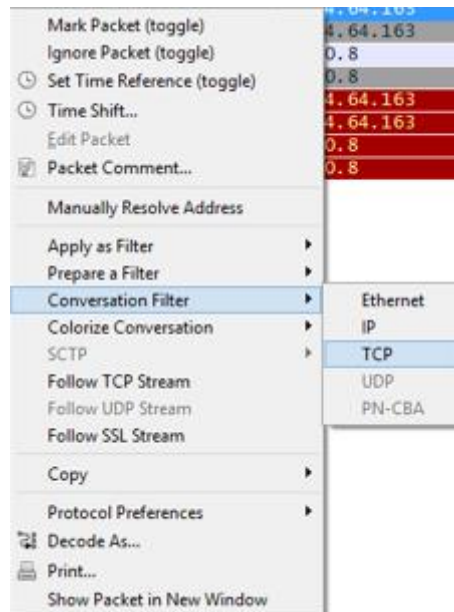 Mark Packet (toggle)
Ignore Packet (toggle)
Set Time Reference (toggle)
Time Shift...
Edit Packet
Packet Comment...
Manually Resolve Address
Apply as Filter
Prepare a Filter
Conversation Filter
Colorize Conversation
SCTP
Follow TCP Stream
Follow UDP Stream
Follow SSL Stream
Copy
Protocol Preferences
Decode As...
Print...
Show Packet in New Window
Ethernet
IP
TCP
UDP
PN-CBA
4.64.163
4.64.163
0.8
0.8
4.64.163
4.64.163
0.8
0.8